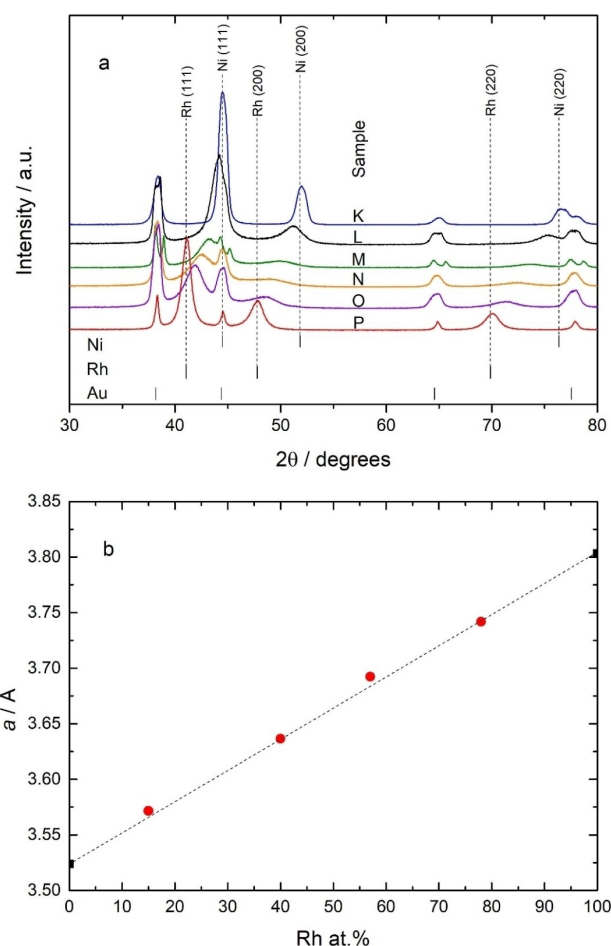 a
Rh (111)
Ni (111)
Rh (200)
Ni (200)
Sample
Rh (220)
Ni (220)
Intensity / a.u.
K
L
M
N
O
P
Ni
Rh
Au
30 40 50 60 70 80
2θ / degrees
b
3.85
3.80
3.75
3.70
3.65
3.60
3.55
3.50
a / A
0 10 20 30 40 50 60 70 80 90 100
Rh at.%